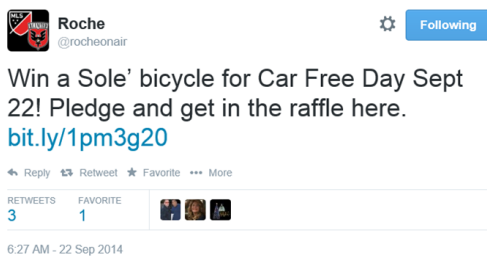 MLS
Roche
@rocheonair
Following
Win a Sole’ bicycle for Car Free Day Sept
22! Pledge and get in the raffle here.
bit.ly/1pm3g20
Reply Retweet Favorite ••• More
RETWEETS FAVORITE
3 1
6:27 AM - 22 Sep 2014